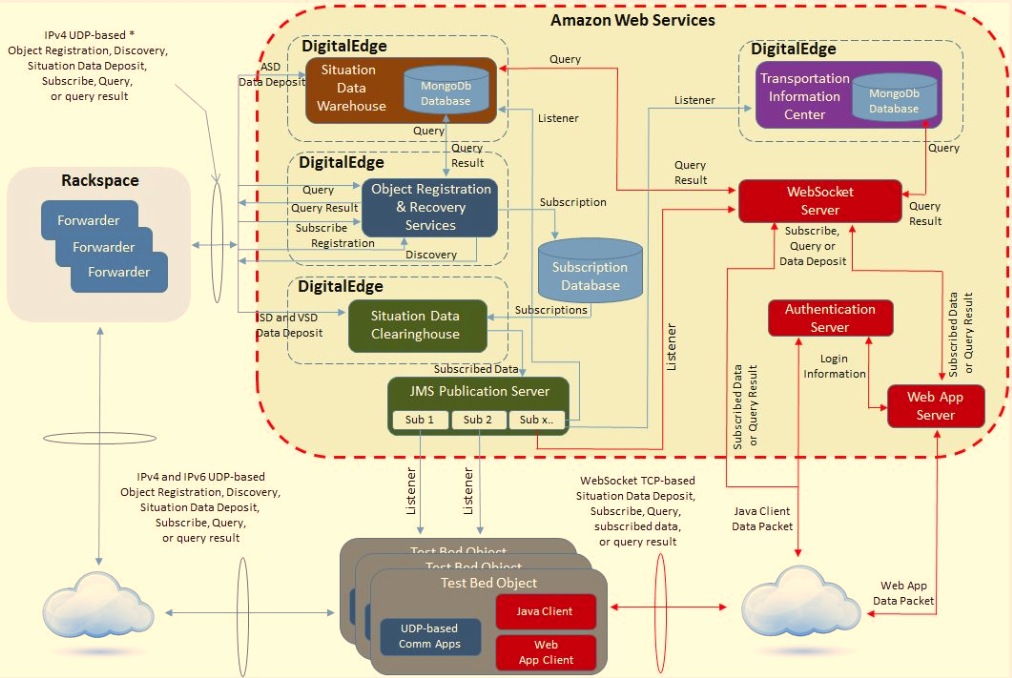 Amazon Web Services
IPv4 UDP-based *
Object Registration, Discovery,
Situation Data Deposit,
Subscribe, Query,
or query result
DigitalEdge
ASD
Data Deposit
Situation
Data
Warehouse
MongoDb
Database
Query
Listener
Query
Query
Result
DigitalEdge
Transportation
Information
Center
MongoDb
Database
Listener
Query
Query
Result
Query
Result
WebSocket
Server
DigitalEdge
Query
Query Result
Subscribe
Registration
Discovery
Object Registration
& Recovery
Services
Subscription
Subscription
Database
Subscriptions
Rackspace
Forwarder
Forwarder
Forwarder
DigitalEdge
SD and VSD
Data Deposit
Situation Data
Clearinghouse
Subscribed Data
JMS Publication Server
Sub 1
Sub 2
Sub x..
Listener
Subscribe,
Query or
Data Deposit
Authentication
Server
Login
Information
Subscribed Data
or Query Result
Subscribed Data
or Query Result
Web App
Server
IPv4 and IPv6 UDP-based
Object Registration, Discovery,
Situation Data Deposit,
Subscribe, Query,
or query result
Listener
Listener
WebSocket TCP-based
Situation Data Deposit,
Subscribe, Query,
subscribed data,
or query result
Java Client
Data Packet
Web App
Data Packet
Test Bed Object
Test Bed Object
Test Bed Object
UDP-based
Comm Apps
Java Client
Web
App Client